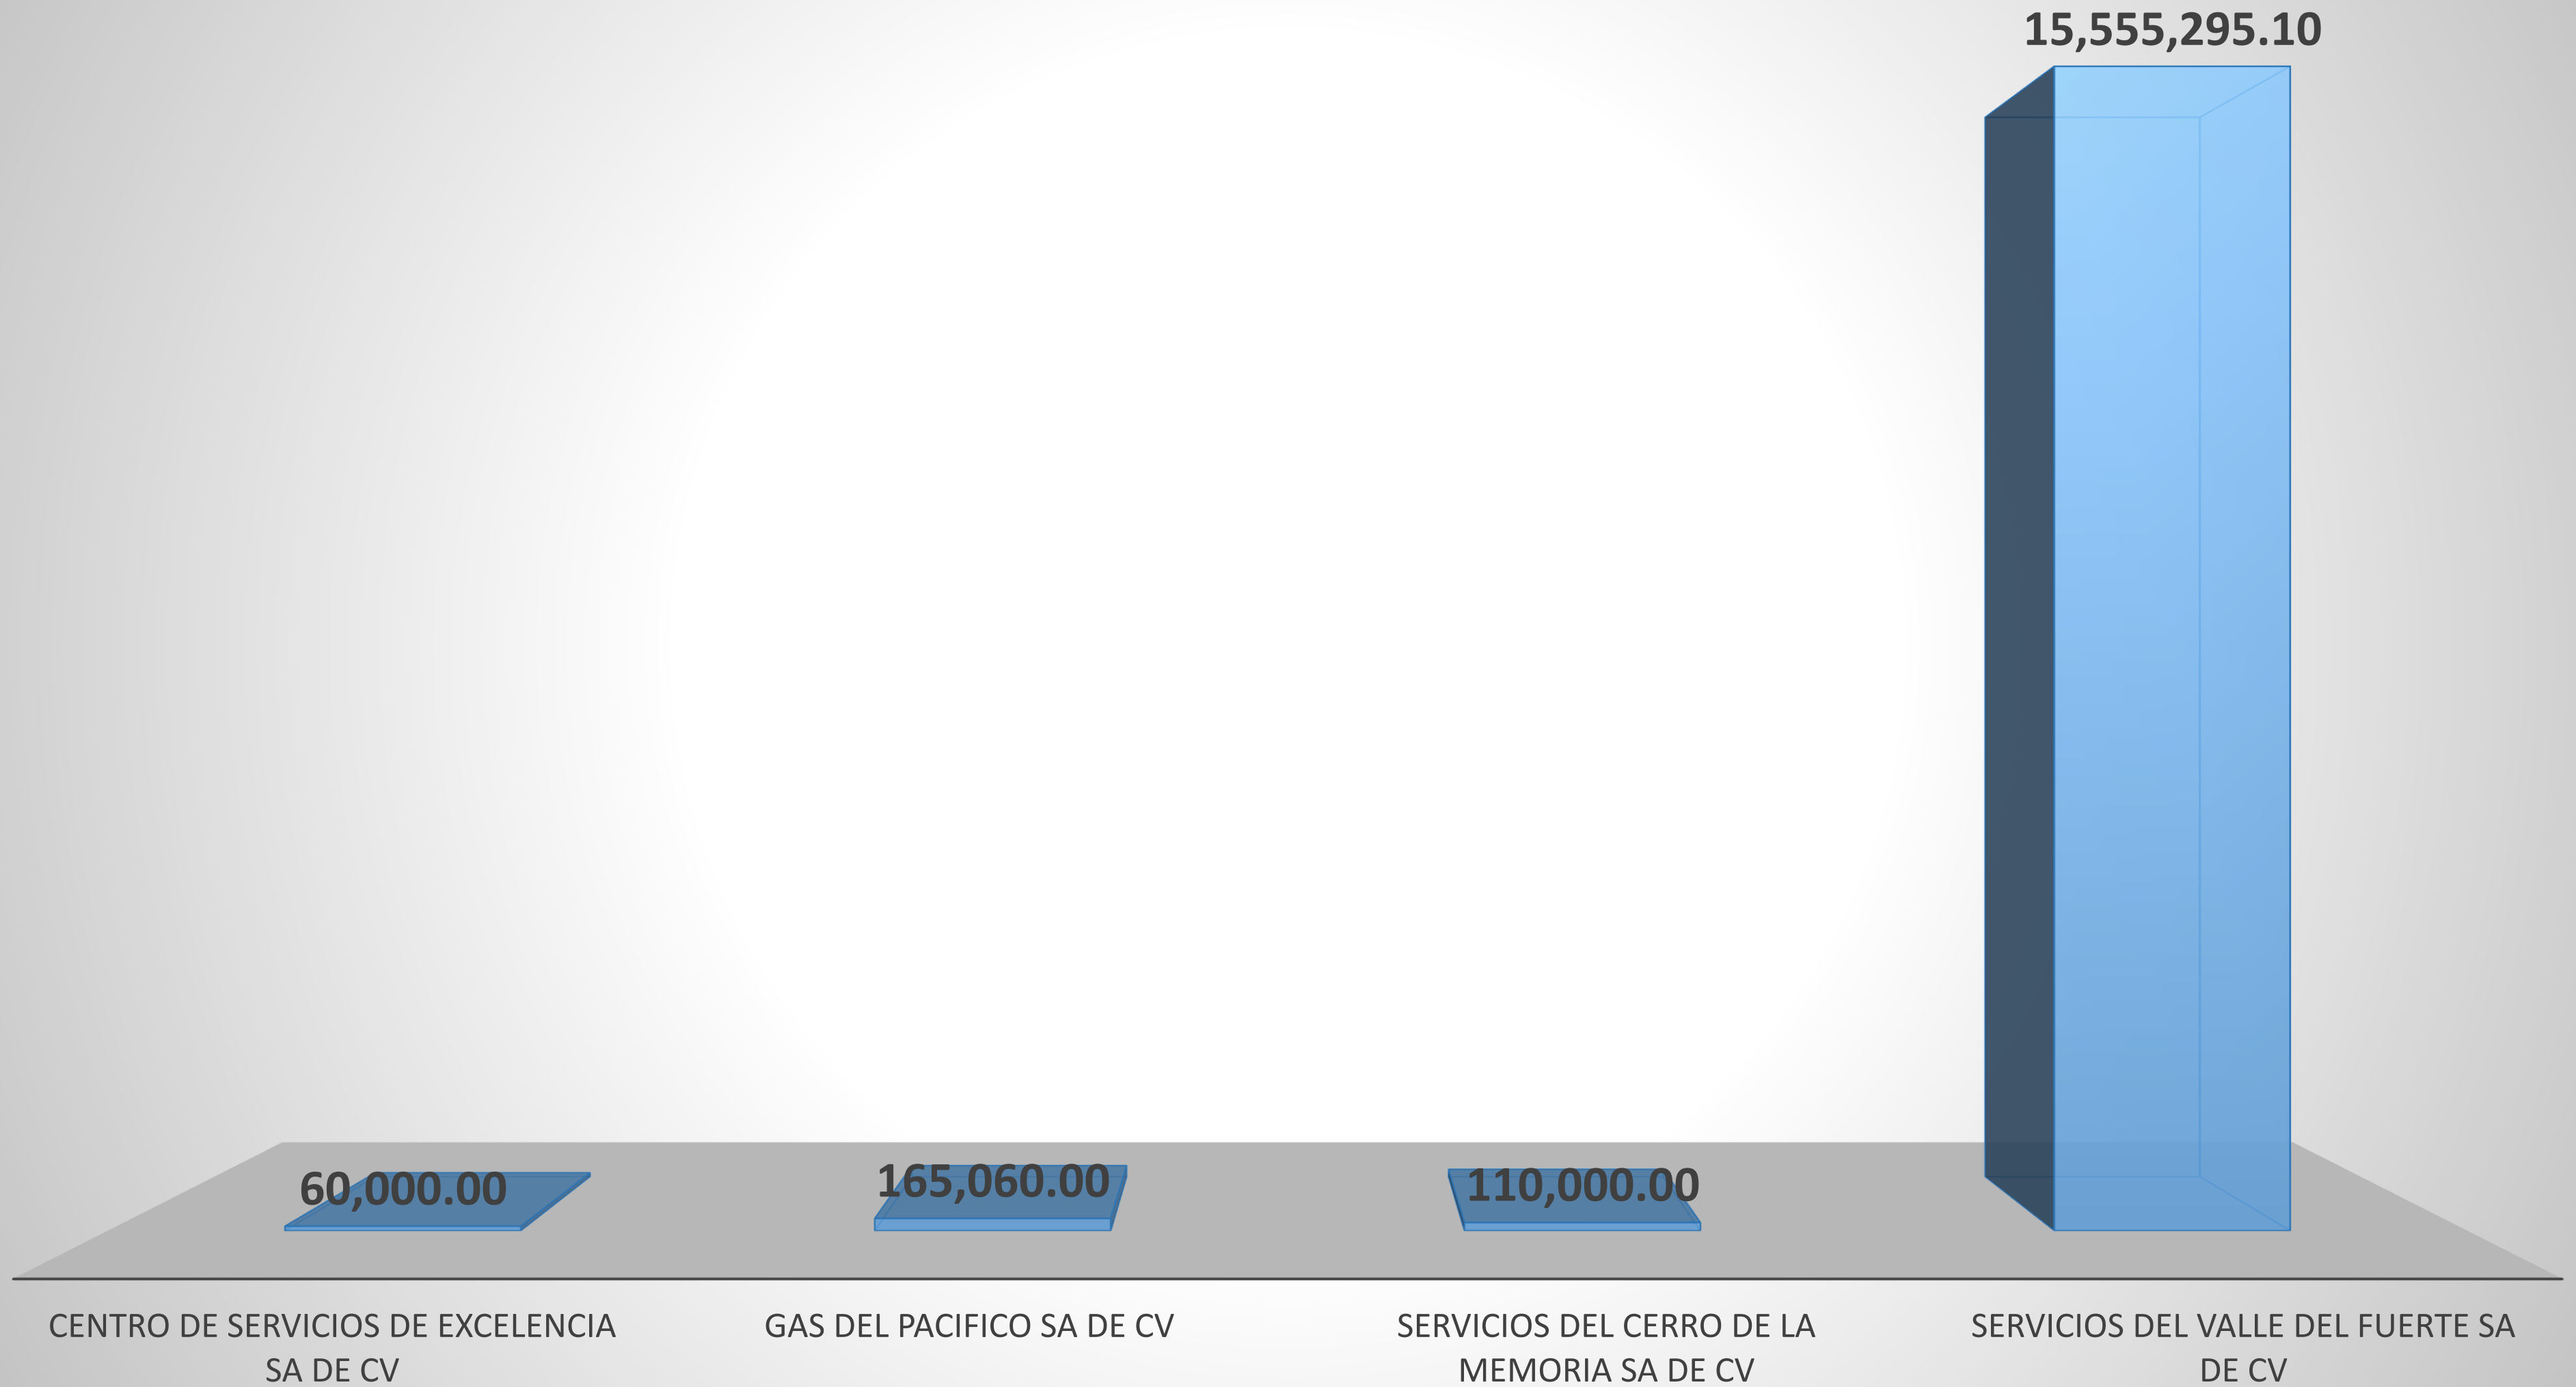 15,555,295.10
60,000.00
165,060.00
110,000.00
CENTRO DE SERVICIOS DE EXCELENCIA
SA DE CV
GAS DEL PACIFICO SA DE CV
SERVICIOS DEL CERRO DE LA
MEMORIA SA DE CV
SERVICIOS DEL VALLE DEL FUERTE SA
DE CV